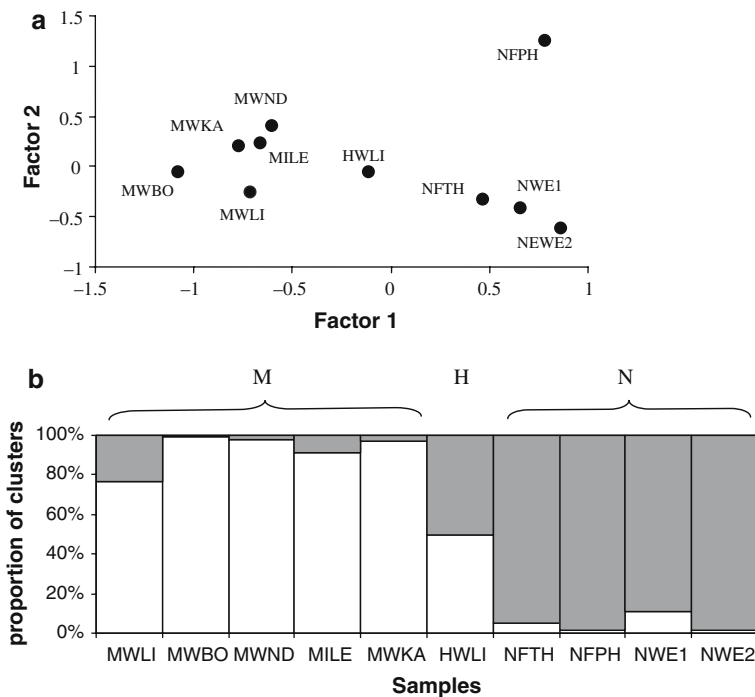 a
Factor 2
1.5
1
0.5
0
−0.5
−1
−1.5 −1 −0.5 0 0.5 1
Factor 1
NFPH
MWND
MWKA
MILE
HWLI
MWBO
MWLI
NFTH
NWE1
NEWE2
b
M H N
proportion of clusters
100%
80%
60%
40%
20%
0%
MWLI MWBO MWND MILE MWKA HWLI NFTH NFPH NWE1 NWE2
Samples